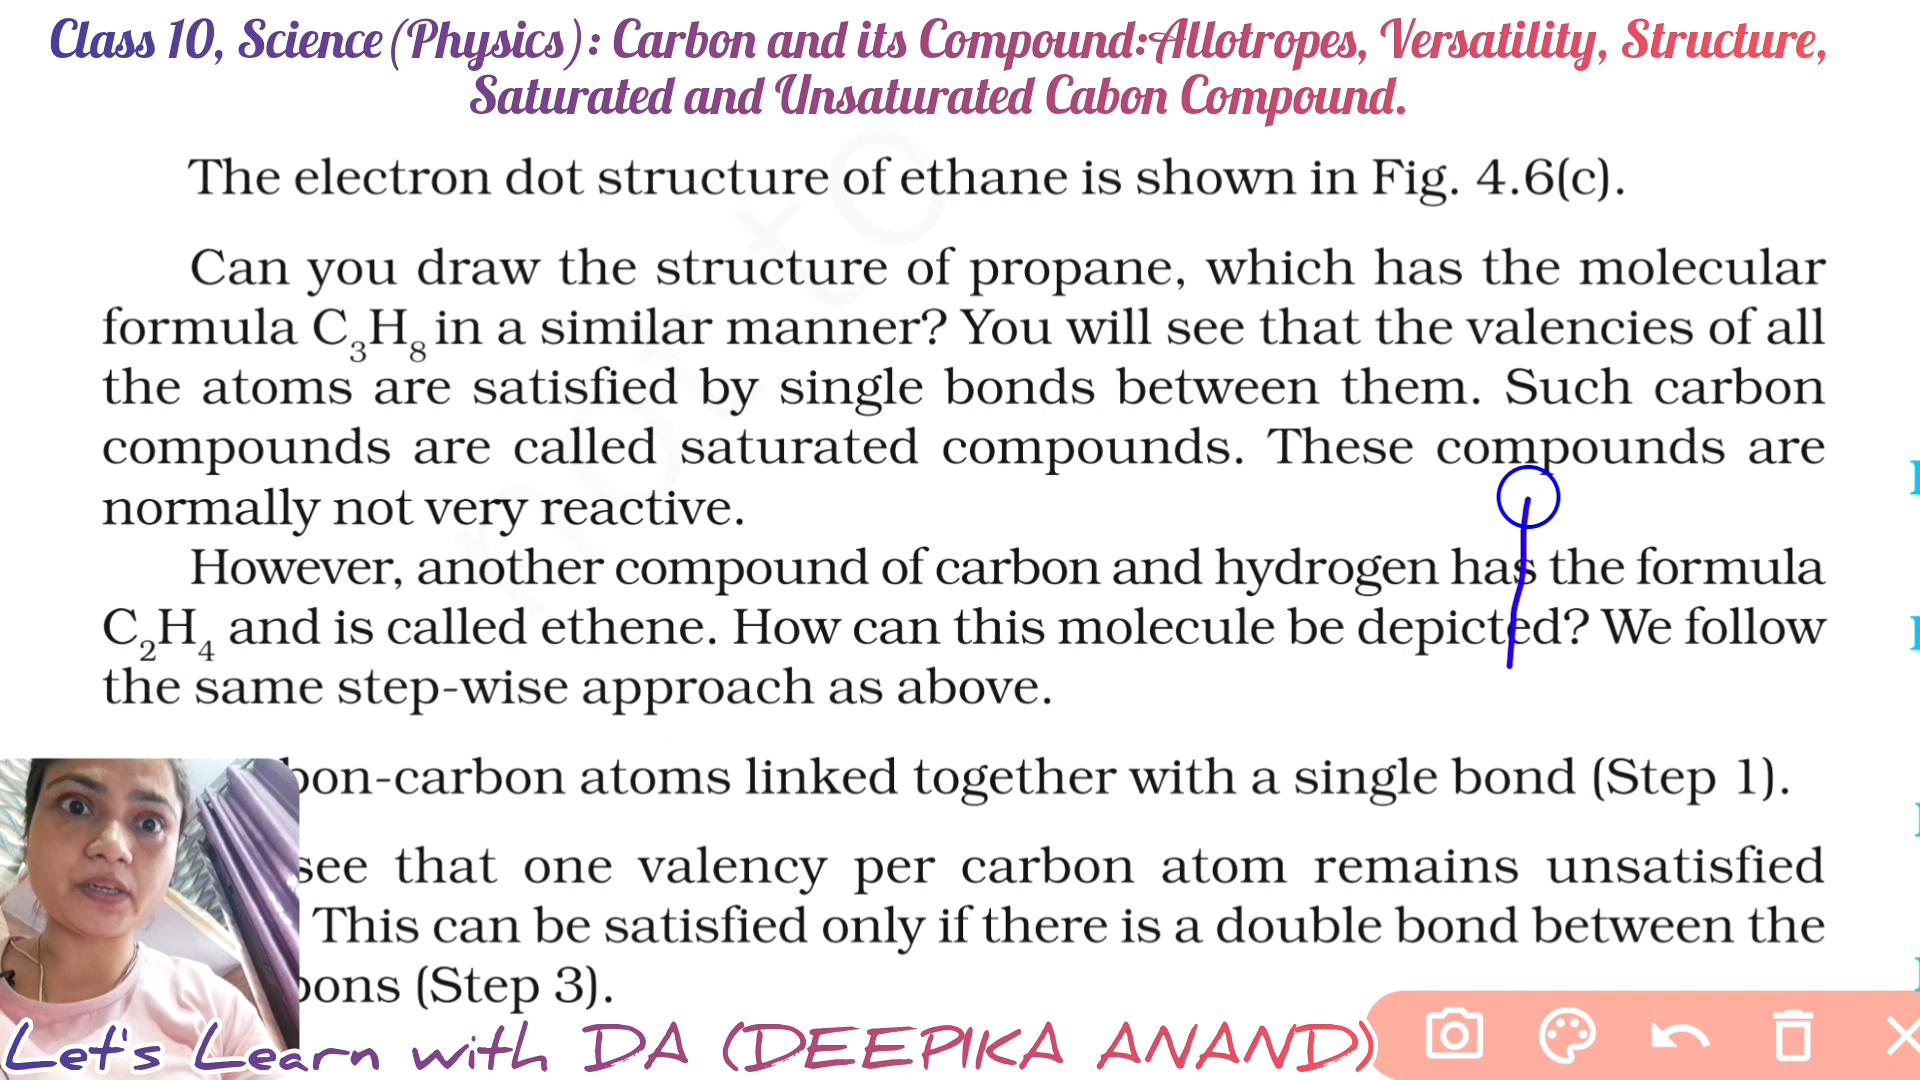 Class 10, Science (Physics) : Carbon and its Compound:Allotropes, Versatility, Structure,
Saturated and Unsaturated Cabon Compound.
The electron dot structure of ethane is shown in Fig. 4.6(c).
Can you draw the structure of propane, which has the molecular
formula C3H8 in a similar manner? You will see that the valencies of all
the atoms are satisfied by single bonds between them. Such carbon
compounds are called saturated compounds. These compounds are
normally not very reactive.
However, another compound of carbon and hydrogen has the formula
C2H4 and is called ethene. How can this molecule be depicted? We follow
the same step-wise approach as above.
bon-carbon atoms linked together with a single bond (Step 1).
see that one valency per carbon atom remains unsatisfied
This can be satisfied only if there is a double bond between the
bons (Step 3).
Let's Learn with DA (DEEPIKA ANAND)